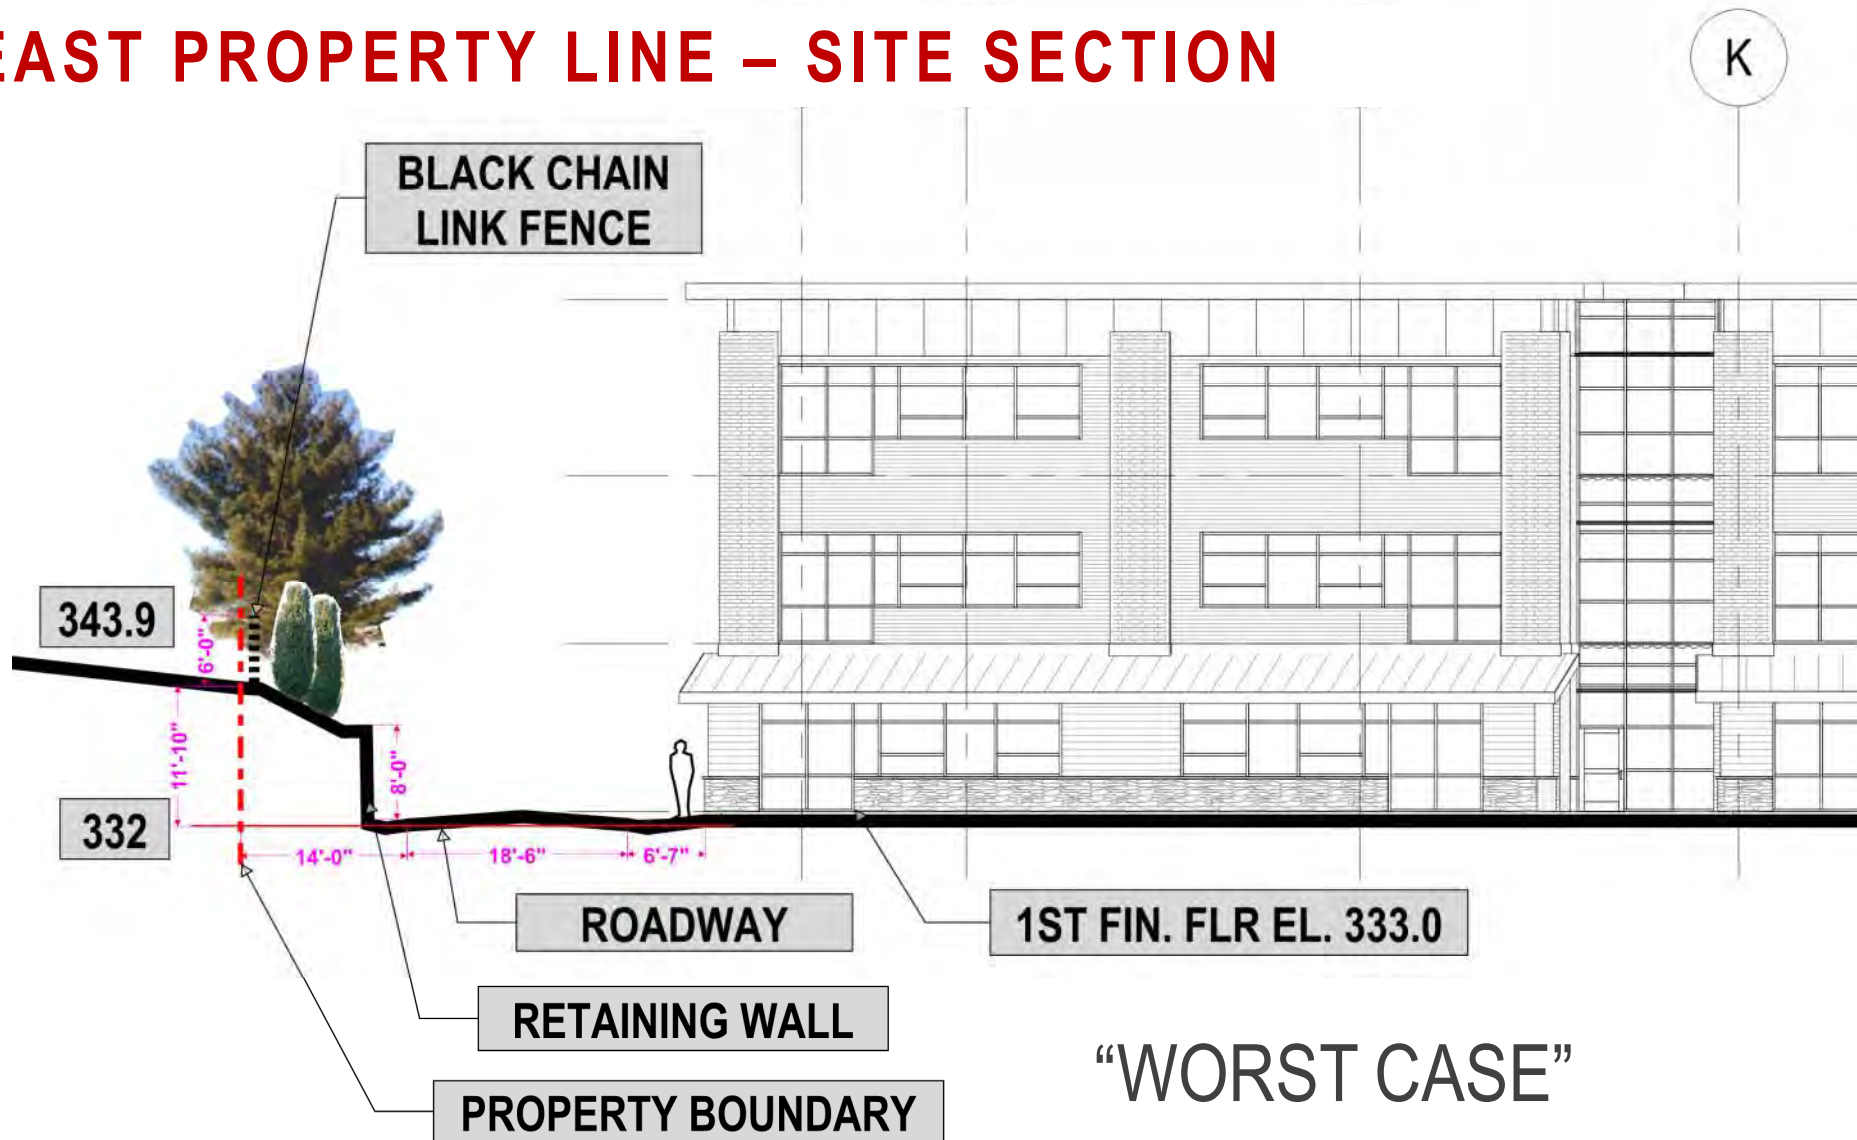 EAST PROPERTY LINE – SITE SECTION
K
BLACK CHAIN
LINK FENCE
343.9
6'-0"
11'-10"
8'-0"
332
14'-0"
18'-6"
6'-7"
ROADWAY
1ST FIN. FLR EL. 333.0
RETAINING WALL
“WORST CASE”
PROPERTY BOUNDARY